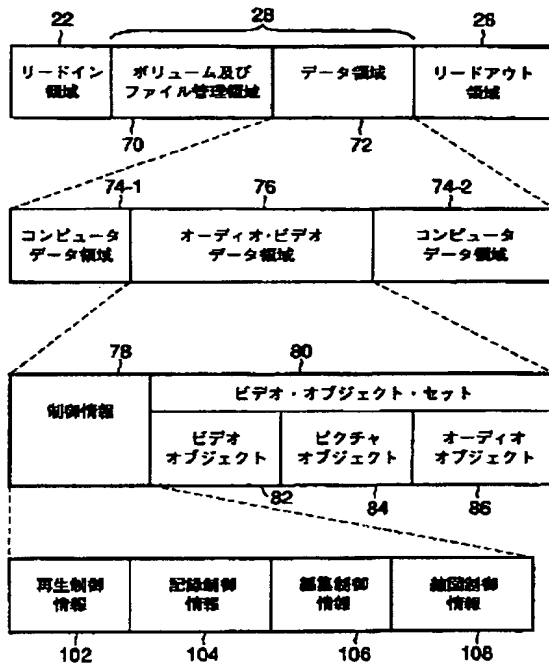 22 28 26
リードイン ボリューム及び データ領域 リードアウト
領域 ファイル管理領域 領域
70 72
74-1 76 74-2
コンピュータ オーディオ・ビデオ コンピュータ
データ領域 データ領域 データ領域
78 80
制御情報 ビデオ・オブジェクト・セット
ビデオ ピクチャ オーディオ
オブジェクト オブジェクト オブジェクト
82 84 86
再生制御 記録制御 編集制御 縮図制御
情報 情報 情報 情報
102 104 106 108